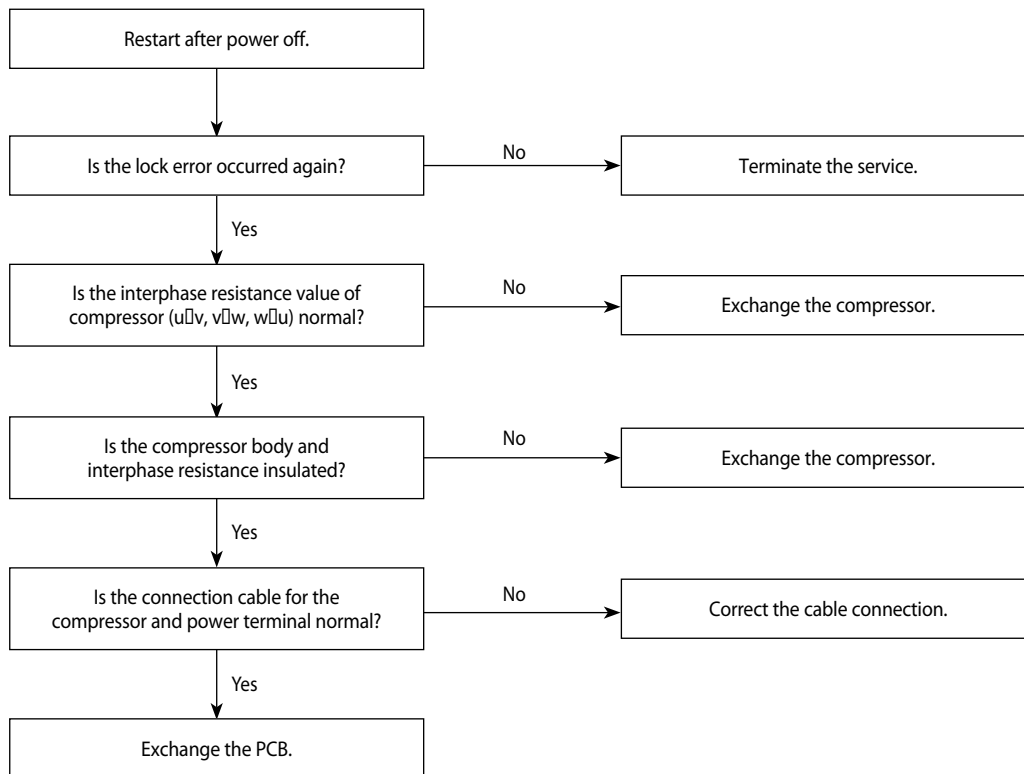 Restart after power off.
Is the lock error occurred again?
No
Terminate the service.
Yes
Is the interphase resistance value of
compressor (u▯v, v▯w, w▯u) normal?
No
Exchange the compressor.
Yes
Is the compressor body and
interphase resistance insulated?
No
Exchange the compressor.
Yes
Is the connection cable for the
compressor and power terminal normal?
No
Correct the cable connection.
Yes
Exchange the PCB.